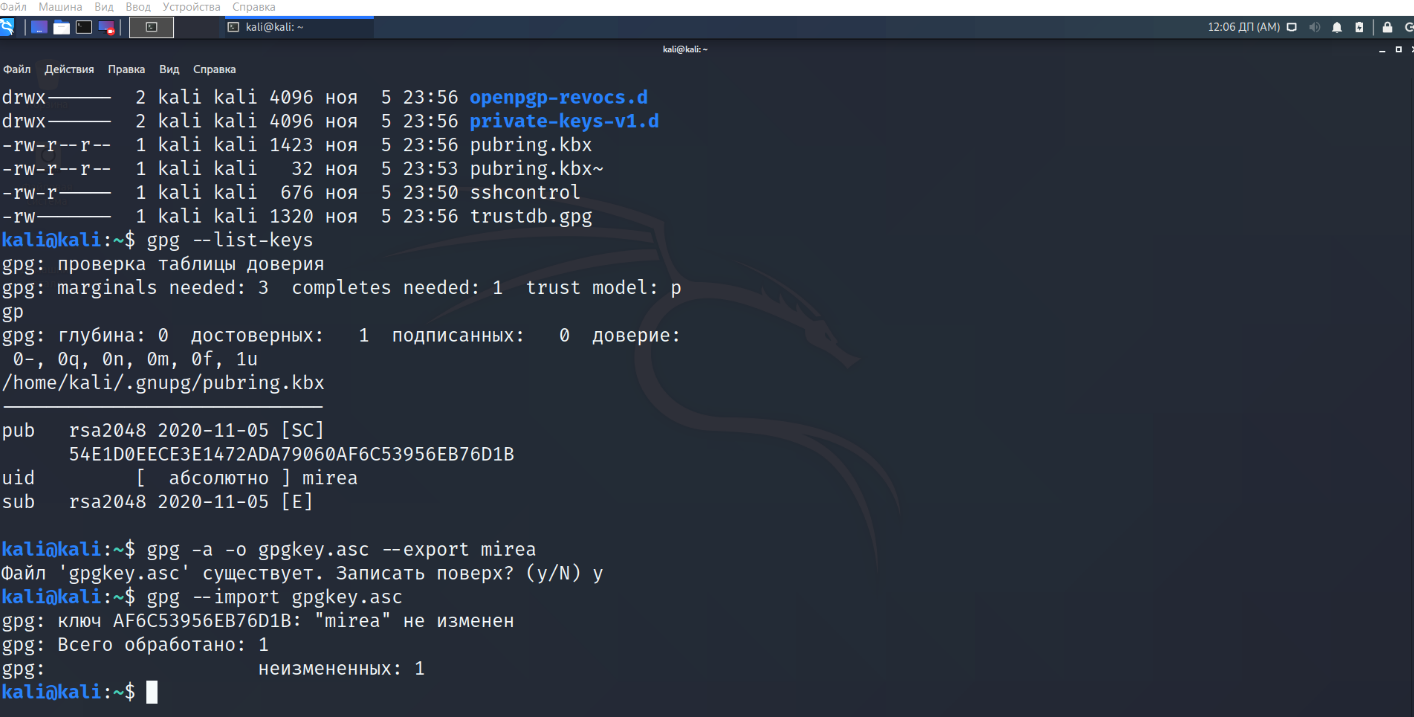 Файл Машина Вид Ввод Устройства Справка
kali@kali: ~ 12:06 ДП (AM)
kali@kali: ~
Файл Действия Правка Вид Справка
drwx------ 2 kali kali 4096 ноя 5 23:56 openpgp-revocs.d
drwx------ 2 kali kali 4096 ноя 5 23:56 private-keys-v1.d
-rw-r--r-- 1 kali kali 1423 ноя 5 23:56 pubring.kbx
-rw-r--r-- 1 kali kali 32 ноя 5 23:53 pubring.kbx~
-rw-r----- 1 kali kali 676 ноя 5 23:50 sshcontrol
-rw------- 1 kali kali 1320 ноя 5 23:56 trustdb.gpg
kali@kali:~$ gpg --list-keys
gpg: проверка таблицы доверия
gpg: marginals needed: 3 completes needed: 1 trust model: p
gp
gpg: глубина: 0 достоверных: 1 подписанных: 0 доверие:
0-, 0q, 0n, 0m, 0f, 1u
/home/kali/.gnupg/pubring.kbx
-----------------------------
pub rsa2048 2020-11-05 [SC]
54E1D0EECE3E1472ADA79060AF6C53956EB76D1B
uid [ абсолютно ] mirea
sub rsa2048 2020-11-05 [E]
kali@kali:~$ gpg -a -o gpgkey.asc --export mirea
Файл 'gpgkey.asc' существует. Записать поверх? (y/N) y
kali@kali:~$ gpg --import gpgkey.asc
gpg: ключ AF6C53956EB76D1B: "mirea" не изменен
gpg: Всего обработано: 1
gpg: неизмененных: 1
kali@kali:~$